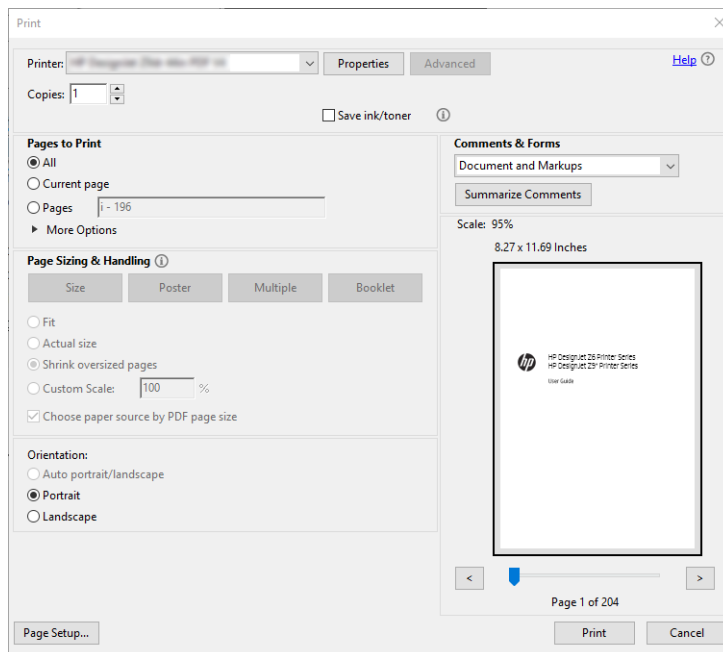 Print
Printer:
Properties
Advanced
Help
Copies: 1
Save ink/toner
Pages to Print
All
Current page
Pages i - 196
More Options
Page Sizing & Handling
Size Poster Multiple Booklet
Fit
Actual size
Shrink oversized pages
Custom Scale: 100 %
Choose paper source by PDF page size
Orientation:
Auto portrait/landscape
Portrait
Landscape
Comments & Forms
Document and Markups
Summarize Comments
Scale: 95%
8.27 x 11.69 Inches
hp
HP DesignJet Z6 Printer Series
HP DesignJet Z9⁺ Printer Series
User Guide
< >
Page 1 of 204
Page Setup...
Print Cancel